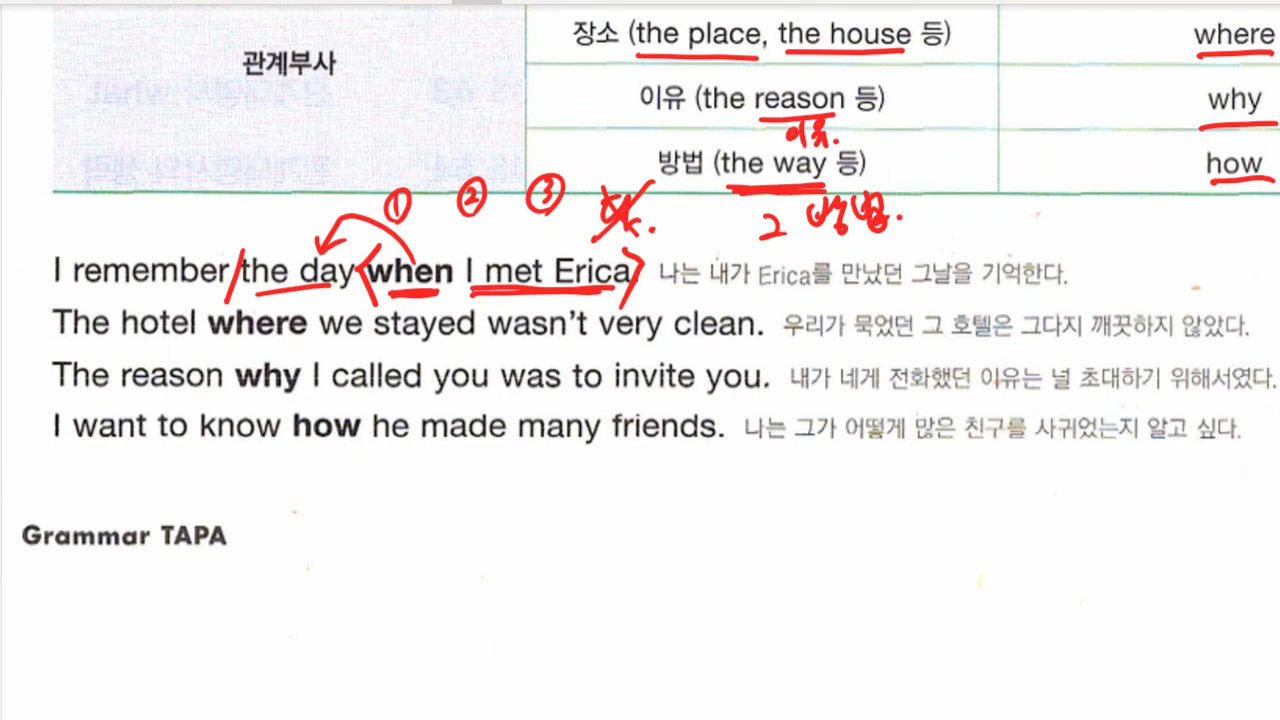 장소 (the place, the house 등) where
관계부사
이유 (the reason 등) why
이유.
방법 (the way 등) how
① ② ③
그 방법.
I remember the day when I met Erica. 나는 내가 Erica를 만났던 그날을 기억한다.
The hotel where we stayed wasn't very clean. 우리가 묵었던 그 호텔은 그다지 깨끗하지 않았다.
The reason why I called you was to invite you. 내가 네게 전화했던 이유는 널 초대하기 위해서였다.
I want to know how he made many friends. 나는 그가 어떻게 많은 친구를 사귀었는지 알고 싶다.
Grammar TAPA